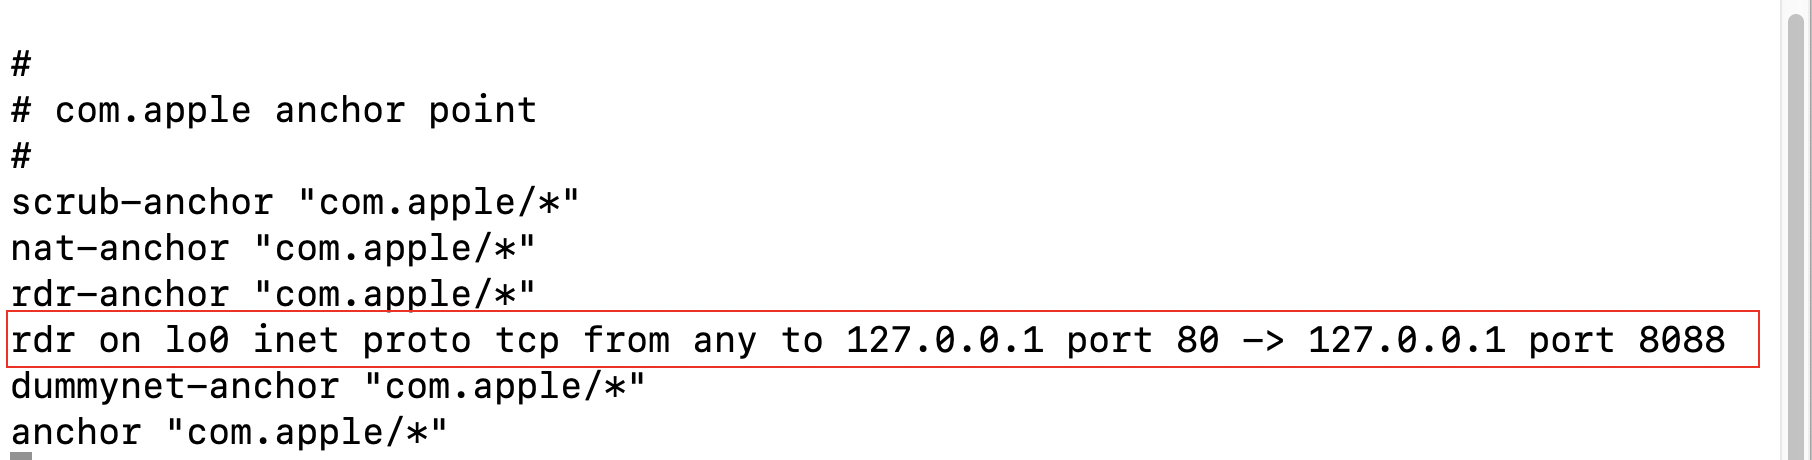 #
# com.apple anchor point
#
scrub-anchor "com.apple/*"
nat-anchor "com.apple/*"
rdr-anchor "com.apple/*"
rdr on lo0 inet proto tcp from any to 127.0.0.1 port 80 -> 127.0.0.1 port 8088
dummynet-anchor "com.apple/*"
anchor "com.apple/*"